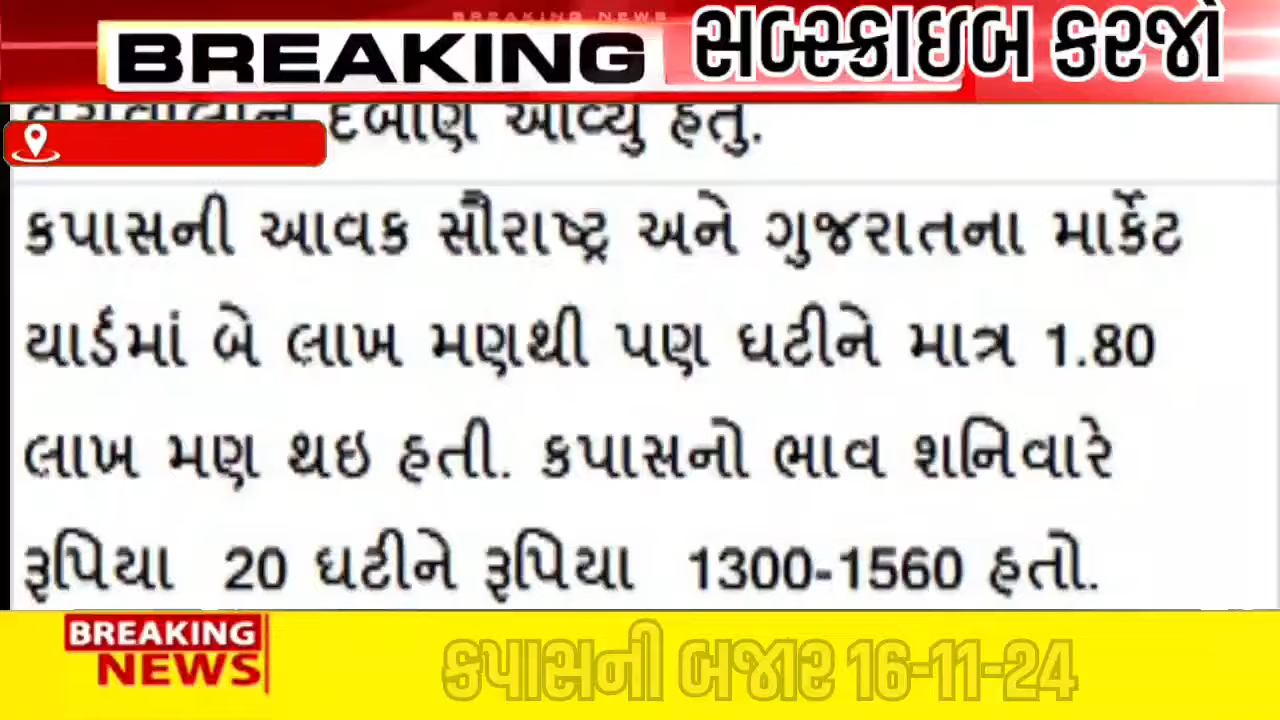 BREAKING NEWS
BREAKING
સબ્સ્ક્રાઇબ કરજો
દબાણ આવ્યુ હતુ.
કપાસની આવક સૌરાષ્ટ્ર અને ગુજરાતના માર્કેટ
યાર્ડમાં બે લાખ મણથી પણ ઘટીને માત્ર 1.80
લાખ મણ થઇ હતી. કપાસનો ભાવ શનિવારે
રૂપિયા 20 ઘટીને રૂપિયા 1300-1560 હતો.
BREAKING
NEWS
કપાસની બજાર 16-11-24